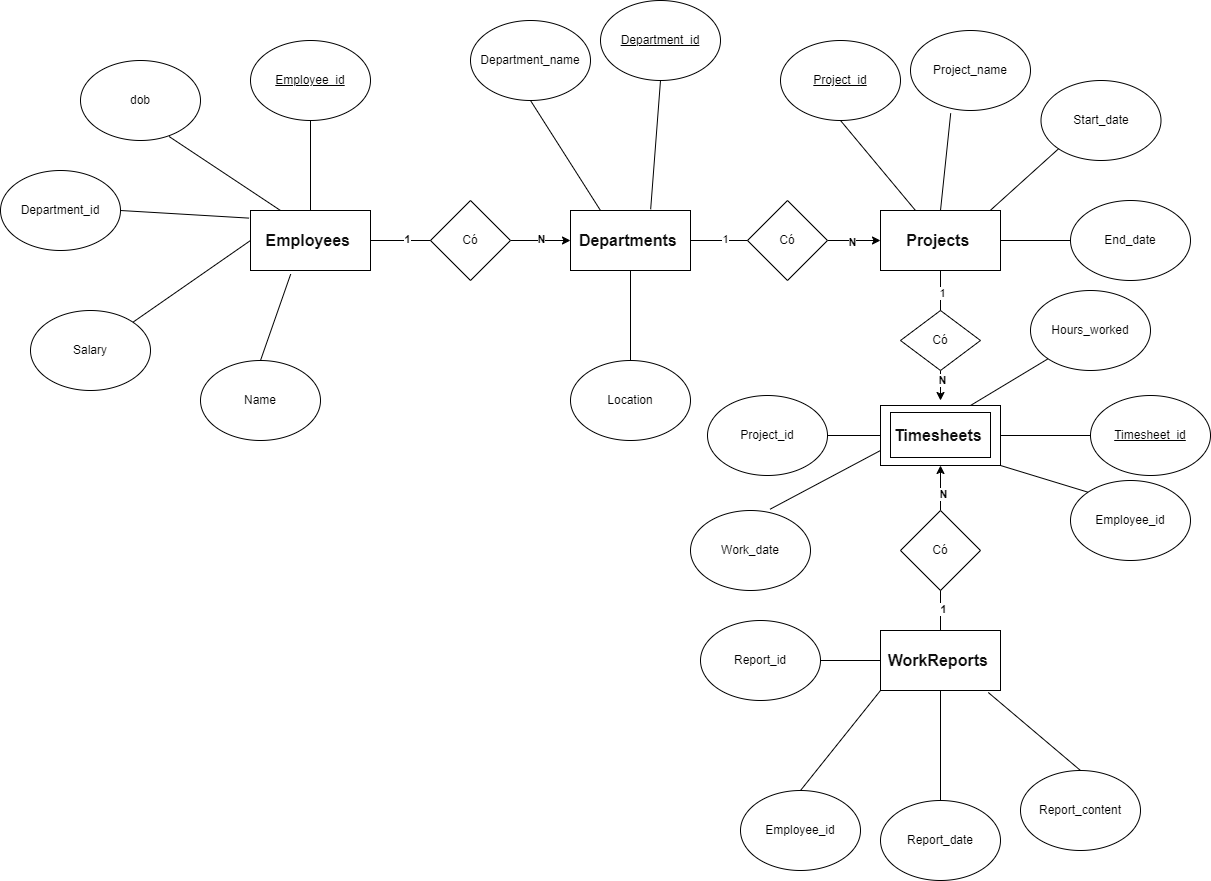 Department_id
Department_name
Project_id
Project_name
Employee_id
dob
Start_date
Department_id
Employees
1
Có
N
Departments
1
Có
N
Projects
End_date
1
Hours_worked
Có
Salary
N
Name
Location
Project_id
Timesheets
Timesheet_id
N
Employee_id
Work_date
Có
1
Report_id
WorkReports
Employee_id
Report_date
Report_content